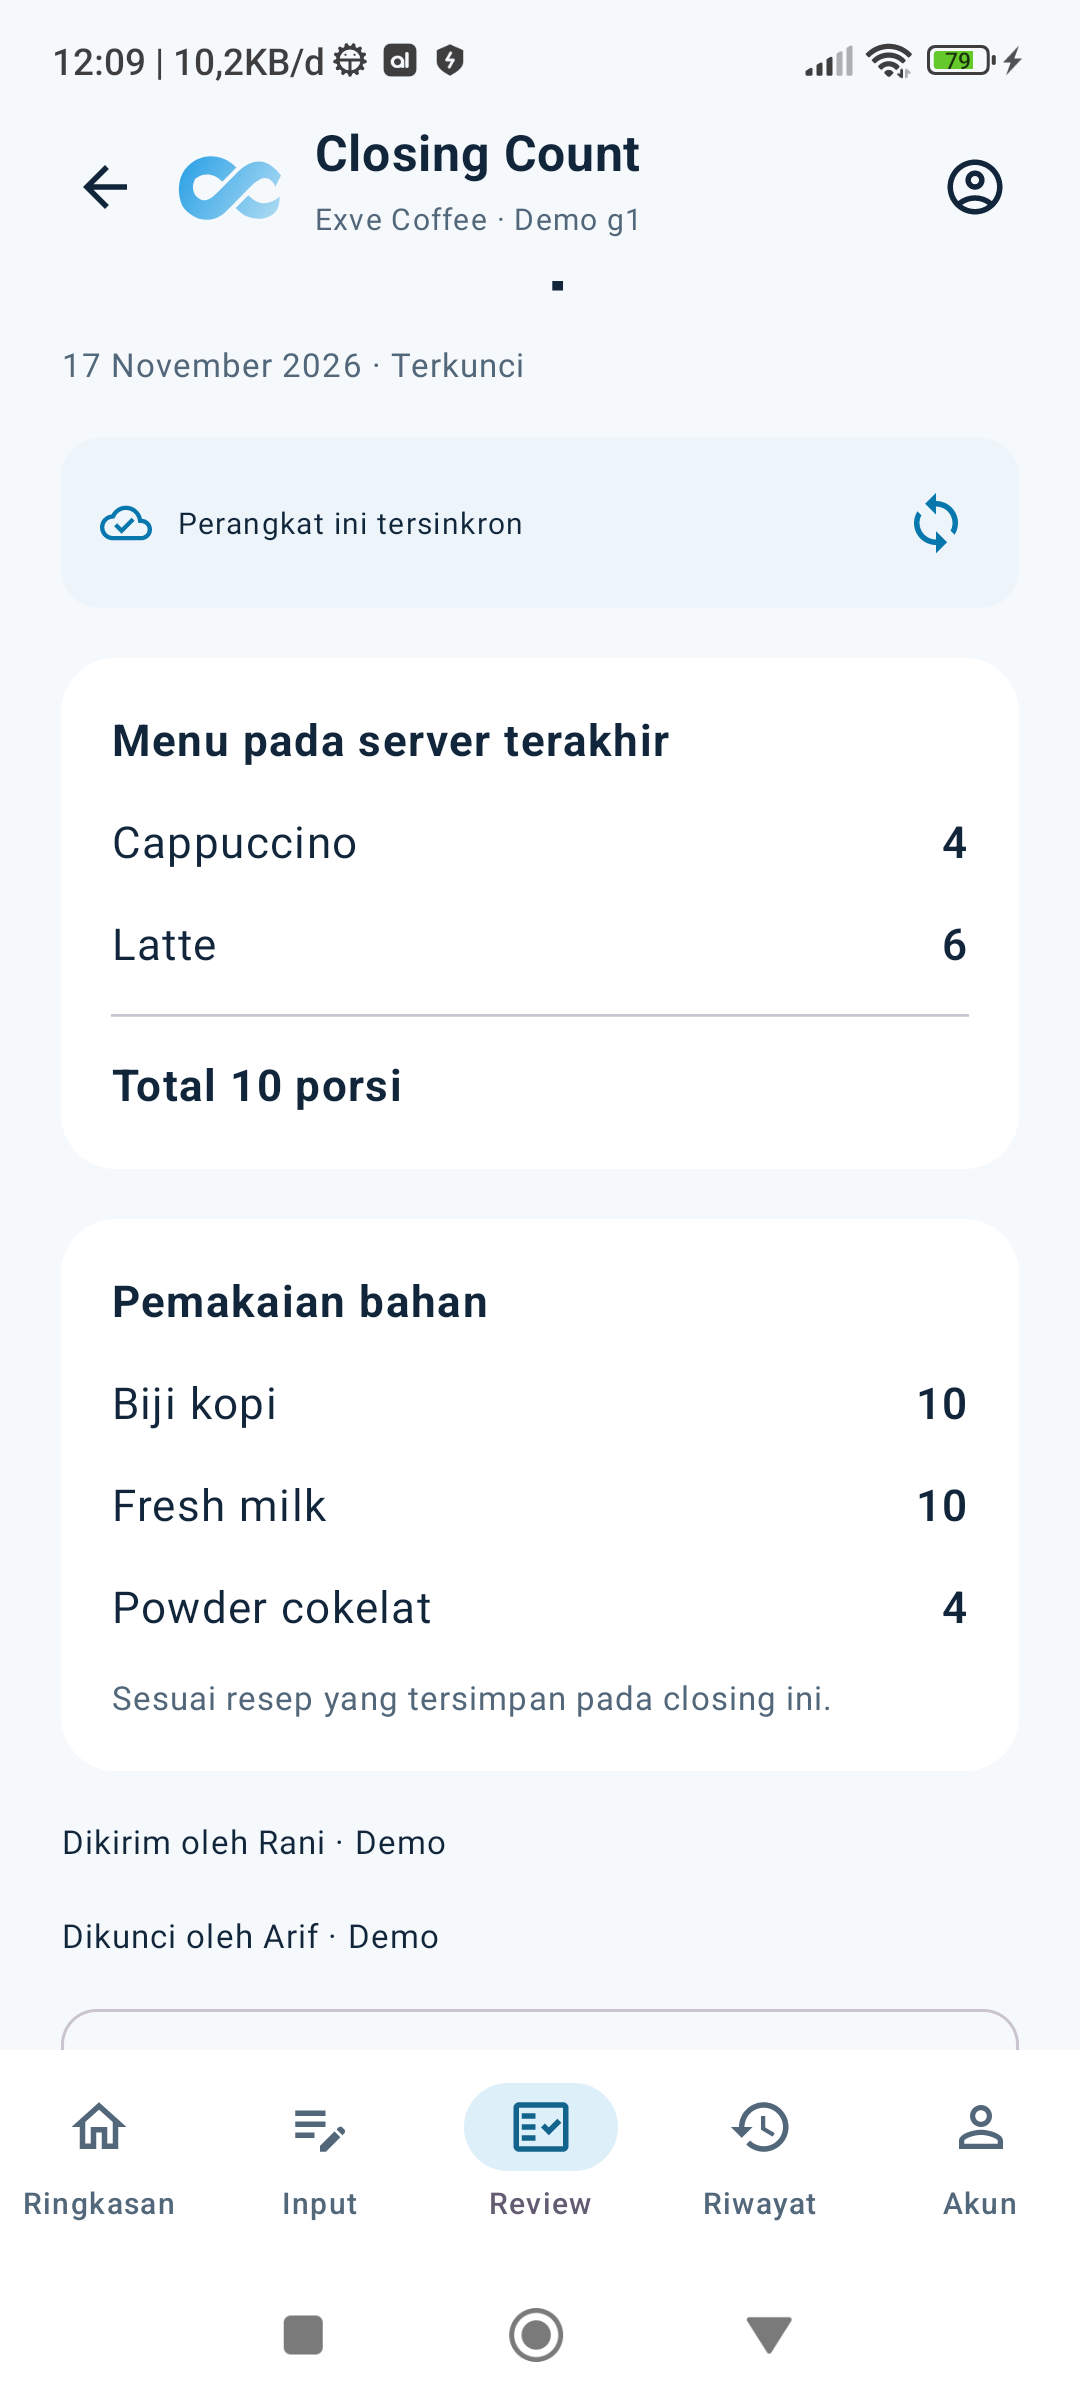 12:09 | 10,2KB/d
79
Closing Count
Exve Coffee · Demo g1
17 November 2026 · Terkunci
Perangkat ini tersinkron
Menu pada server terakhir
Cappuccino 4
Latte 6
Total 10 porsi
Pemakaian bahan
Biji kopi 10
Fresh milk 10
Powder cokelat 4
Sesuai resep yang tersimpan pada closing ini.
Dikirim oleh Rani · Demo
Dikunci oleh Arif · Demo
Ringkasan Input Review Riwayat Akun